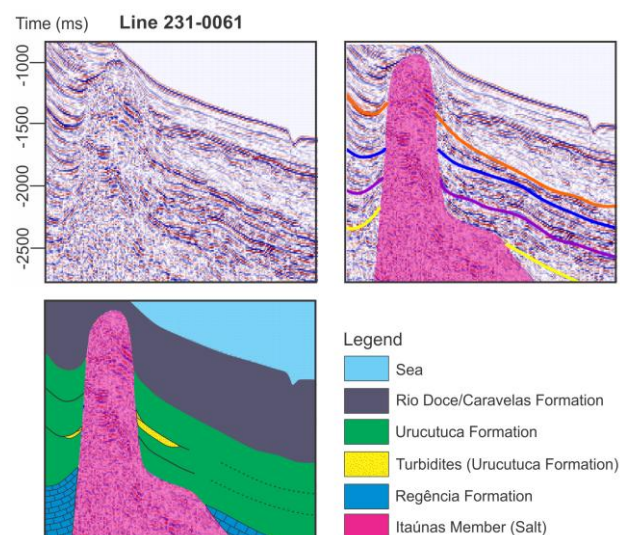 Time (ms) Line 231-0061
-1000
-1500
-2000
-2500
Legend
Sea
Rio Doce/Caravelas Formation
Urucutuca Formation
Turbidites (Urucutuca Formation)
Regência Formation
Itaúnas Member (Salt)